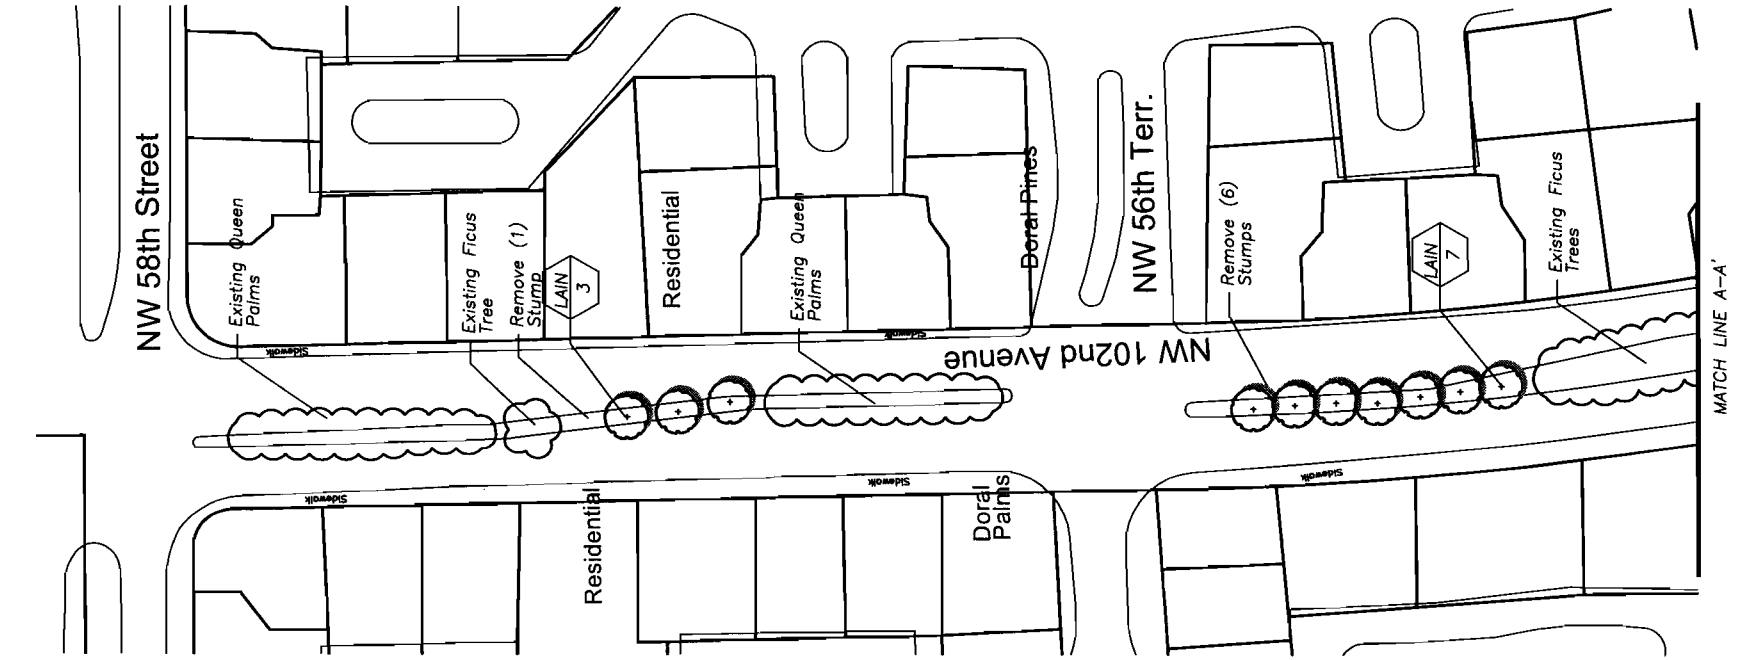 NW 58th Street
Existing Queen
Palms
Existing Ficus
Tree
Remove (1)
Stump
LAIN
3
Residential
Existing Queen
Palms
Doral Pines
NW 56th Terr.
Remove (6)
Stumps
LAIN
7
Existing Ficus
Trees
MATCH LINE A-A'
Sidewalk
Sidewalk
NW 102nd Avenue
Sidewalk
Sidewalk
Sidewalk
Residential
Doral
Palms